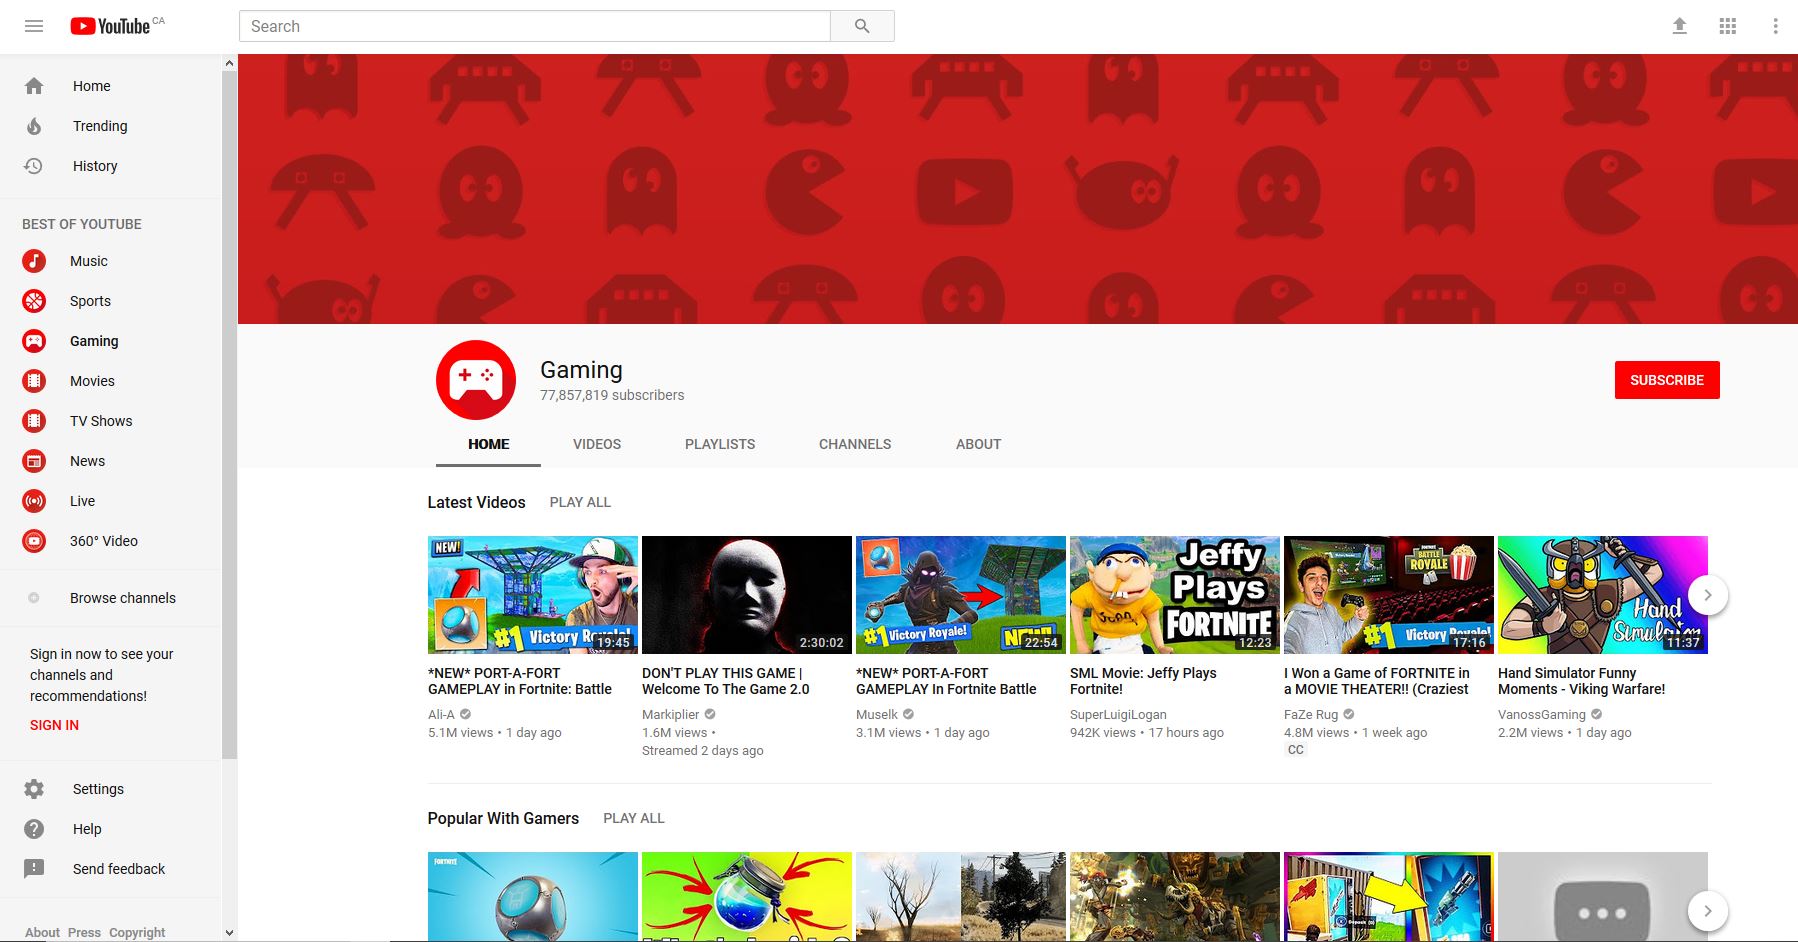 YouTube CA
Search
Home
Trending
History
BEST OF YOUTUBE
Music
Sports
Gaming
Movies
TV Shows
News
Live
360° Video
Browse channels
Sign in now to see your
channels and
recommendations!
SIGN IN
Settings
Help
Send feedback
About Press Copyright
Gaming
77,857,819 subscribers
SUBSCRIBE
HOME VIDEOS PLAYLISTS CHANNELS ABOUT
Latest Videos PLAY ALL
NEW!
#1 Victory Royale!
19:45
*NEW* PORT-A-FORT
GAMEPLAY in Fortnite: Battle
Ali-A
5.1M views • 1 day ago
2:30:02
DON'T PLAY THIS GAME |
Welcome To The Game 2.0
Markiplier
1.6M views •
Streamed 2 days ago
#1 Victory Royale!
NEW!
22:54
*NEW* PORT-A-FORT
GAMEPLAY In Fortnite Battle
Muselk
3.1M views • 1 day ago
Jeffy
Plays
FORTNITE
12:23
SML Movie: Jeffy Plays
Fortnite!
SuperLuigiLogan
942K views • 17 hours ago
FORTNITE
BATTLE
ROYALE
#1 Victory Royale!
17:16
I Won a Game of FORTNITE in
a MOVIE THEATER!! (Craziest
FaZe Rug
4.8M views • 1 week ago
CC
Hand
Simulator
11:37
Hand Simulator Funny
Moments - Viking Warfare!
VanossGaming
2.2M views • 1 day ago
Popular With Gamers PLAY ALL
FORTNITE